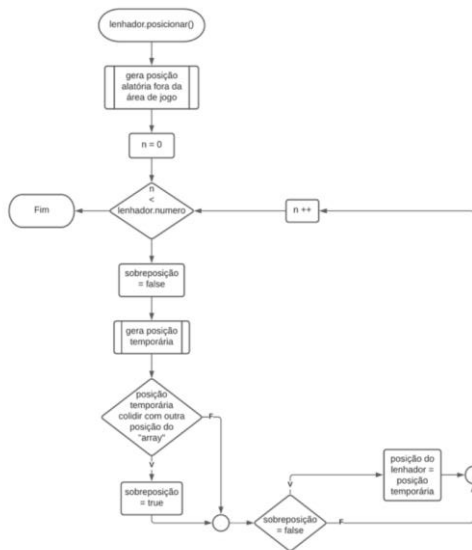 lenhador.posicionar()
gera posição
alatória fora da
área de jogo
n = 0
n
<
lenhador.numero
Fim
n ++
sobreposição
= false
gera posição
temporária
posição
temporária
colidir com outra
posição do
"array"
F
V
sobreposição
= true
sobreposição
= false
V
F
posição do
lenhador =
posição
temporária